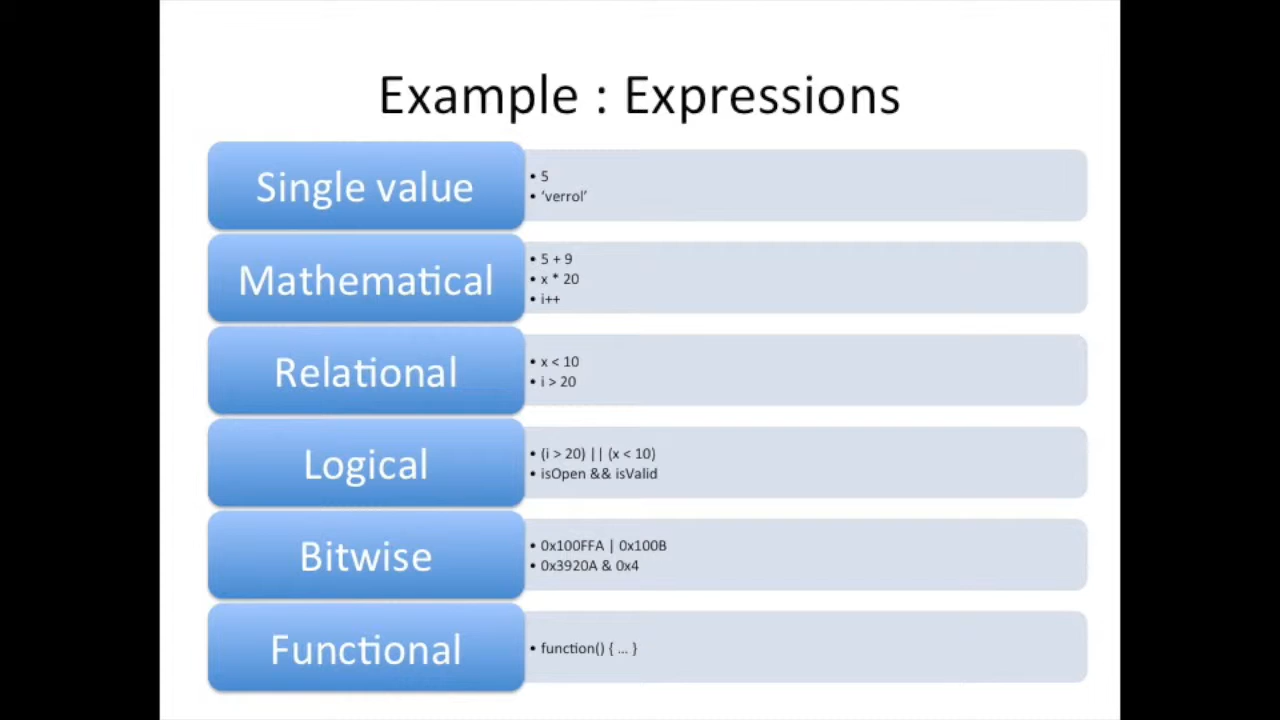 Example : Expressions
Single value
• 5
• ‘verrol’
Mathematical
• 5 + 9
• x * 20
• i++
Relational
• x < 10
• i > 20
Logical
• (i > 20) || (x < 10)
• isOpen && isValid
Bitwise
• 0x100FFA | 0x100B
• 0x3920A & 0x4
Functional
• function() { ... }